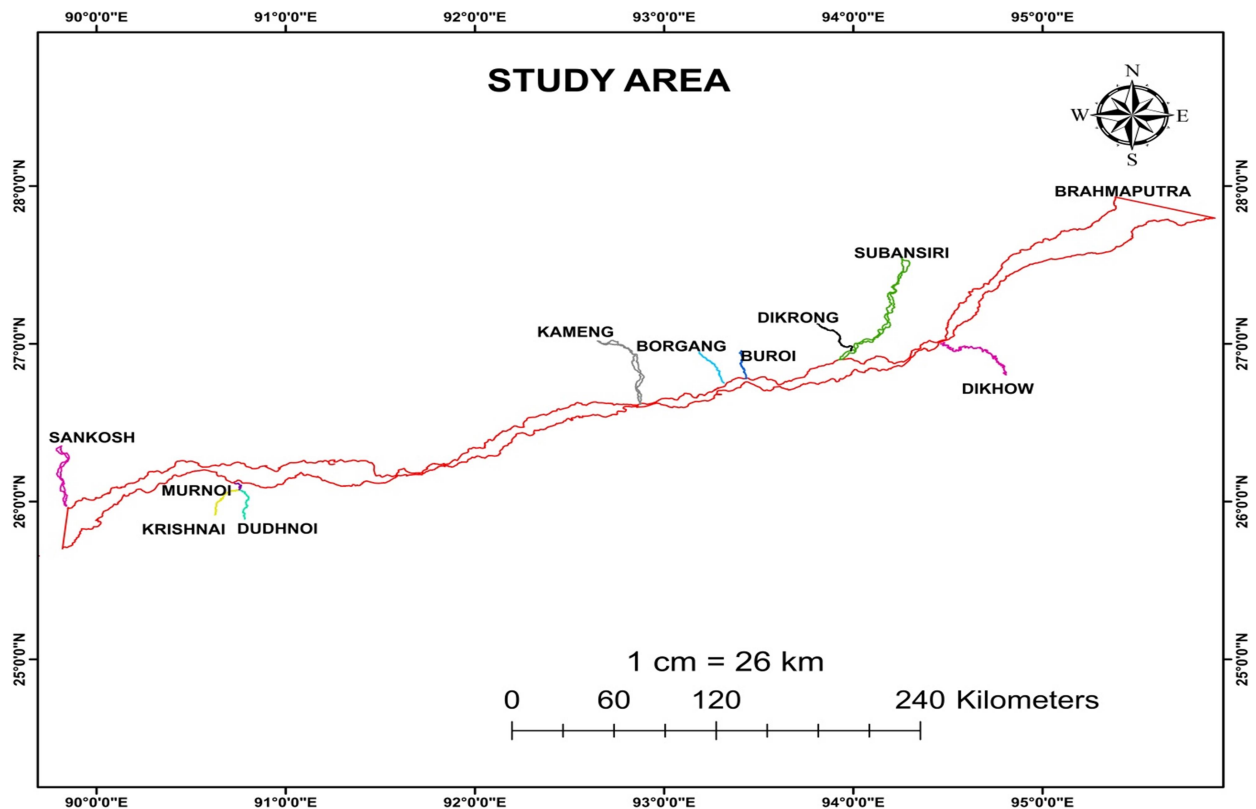 90°0'0"E 91°0'0"E 92°0'0"E 93°0'0"E 94°0'0"E 95°0'0"E
STUDY AREA
N
W E
S
28°0'0"N 28°0'0"N
BRAHMAPUTRA
SUBANSIRI
DIKRONG
KAMENG
27°0'0"N 27°0'0"N
BORGANG
BUROI
DIKHOW
SANKOSH
MURNOI
26°0'0"N 26°0'0"N
KRISHNAI DUDHNOI
25°0'0"N 25°0'0"N
1 cm = 26 km
0 60 120 240 Kilometers
90°0'0"E 91°0'0"E 92°0'0"E 93°0'0"E 94°0'0"E 95°0'0"E